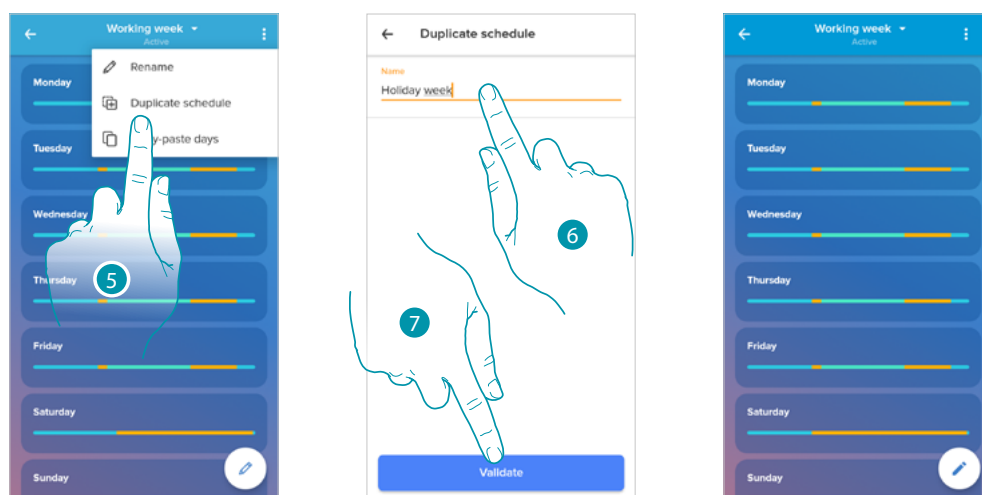 Working week
Active
Rename
Duplicate schedule
y-paste days
Monday
Tuesday
Wednesday
Thursday
5
Friday
Saturday
Sunday
Duplicate schedule
Name
Holiday week
6
7
Validate
Working week
Active
Monday
Tuesday
Wednesday
Thursday
Friday
Saturday
Sunday